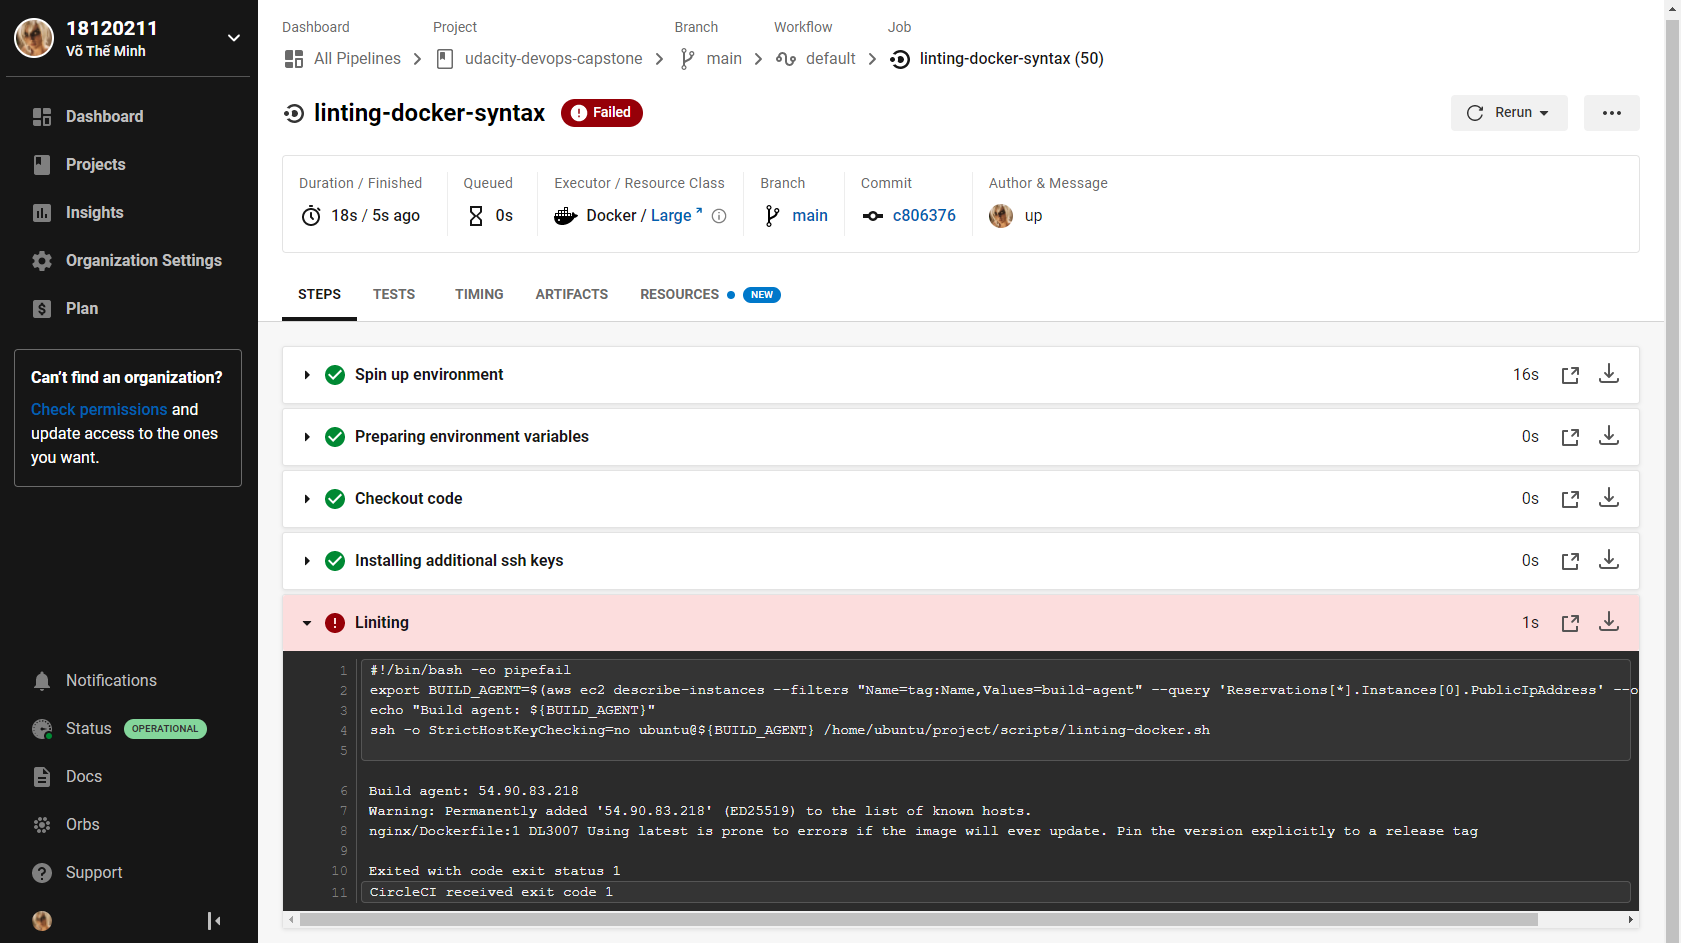 18120211
Võ Thế Minh
Dashboard
Projects
Insights
Organization Settings
Plan
Can't find an organization?
Check permissions and
update access to the ones
you want.
Notifications
Status OPERATIONAL
Docs
Orbs
Support
Dashboard Project Branch Workflow Job
All Pipelines udacity-devops-capstone main default linting-docker-syntax (50)
linting-docker-syntax Failed
Rerun
Duration / Finished Queued Executor / Resource Class Branch Commit Author & Message
18s / 5s ago 0s Docker / Large main c806376 up
STEPS TESTS TIMING ARTIFACTS RESOURCES NEW
Spin up environment 16s
Preparing environment variables 0s
Checkout code 0s
Installing additional ssh keys 0s
Liniting 1s
1 #!/bin/bash -eo pipefail
2 export BUILD_AGENT=$(aws ec2 describe-instances --filters "Name=tag:Name,Values=build-agent" --query 'Reservations[*].Instances[0].PublicIpAddress' --o
3 echo "Build agent: ${BUILD_AGENT}"
4 ssh -o StrictHostKeyChecking=no ubuntu@${BUILD_AGENT} /home/ubuntu/project/scripts/linting-docker.sh
5
6 Build agent: 54.90.83.218
7 Warning: Permanently added '54.90.83.218' (ED25519) to the list of known hosts.
8 nginx/Dockerfile:1 DL3007 Using latest is prone to errors if the image will ever update. Pin the version explicitly to a release tag
9
10 Exited with code exit status 1
11 CircleCI received exit code 1